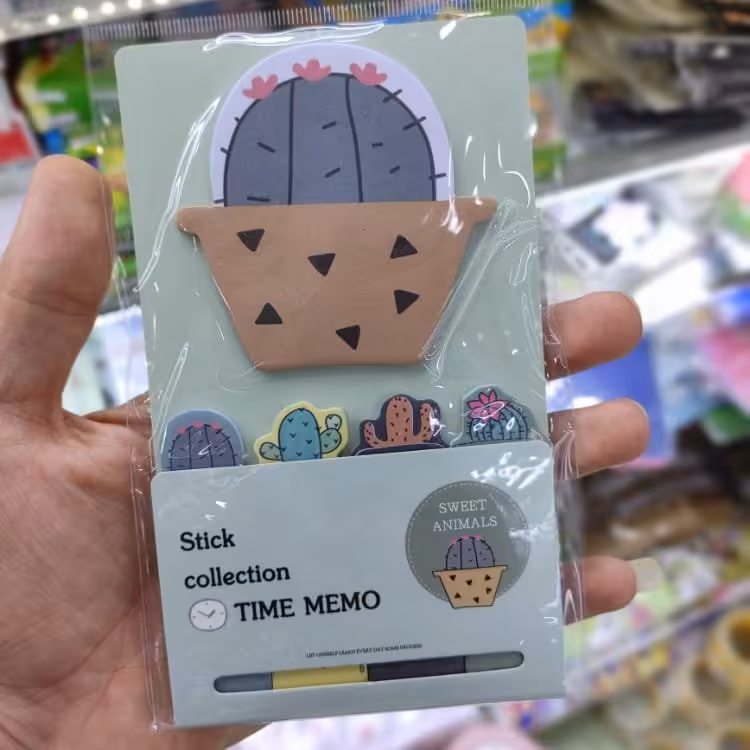 SWEET
ANIMALS
Stick
collection
TIME MEMO